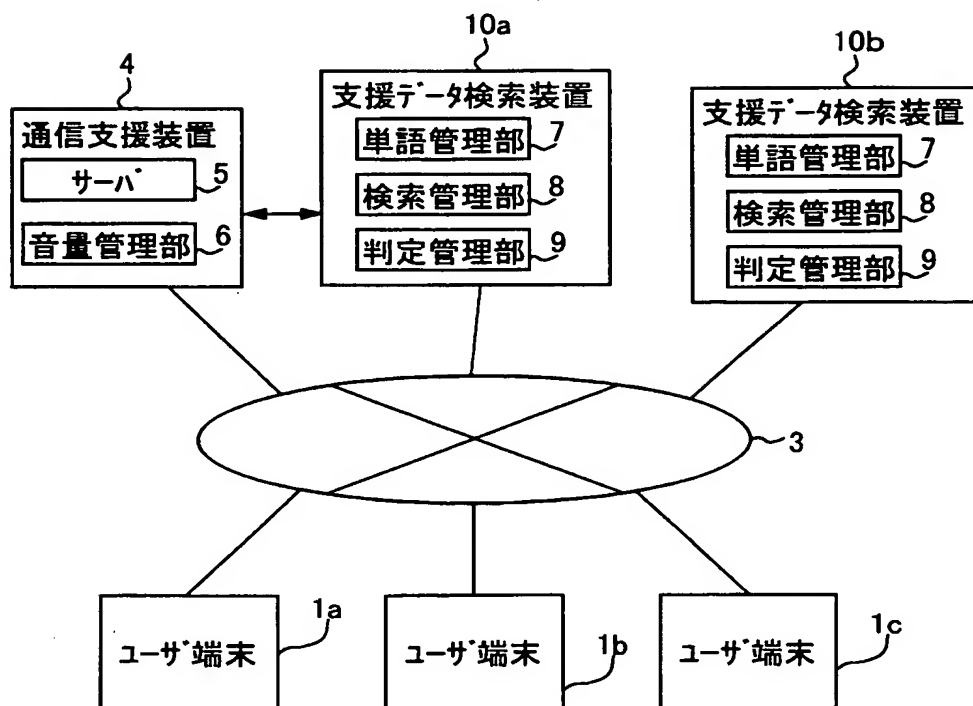 10a
10b
4
支援データ検索装置
通信支援装置
支援データ検索装置
単語管理部
7
単語管理部
7
サーバ
5
検索管理部
8
検索管理部
8
音量管理部
6
判定管理部
9
判定管理部
9
3
1a
1b
1c
ユーザ端末
ユーザ端末
ユーザ端末